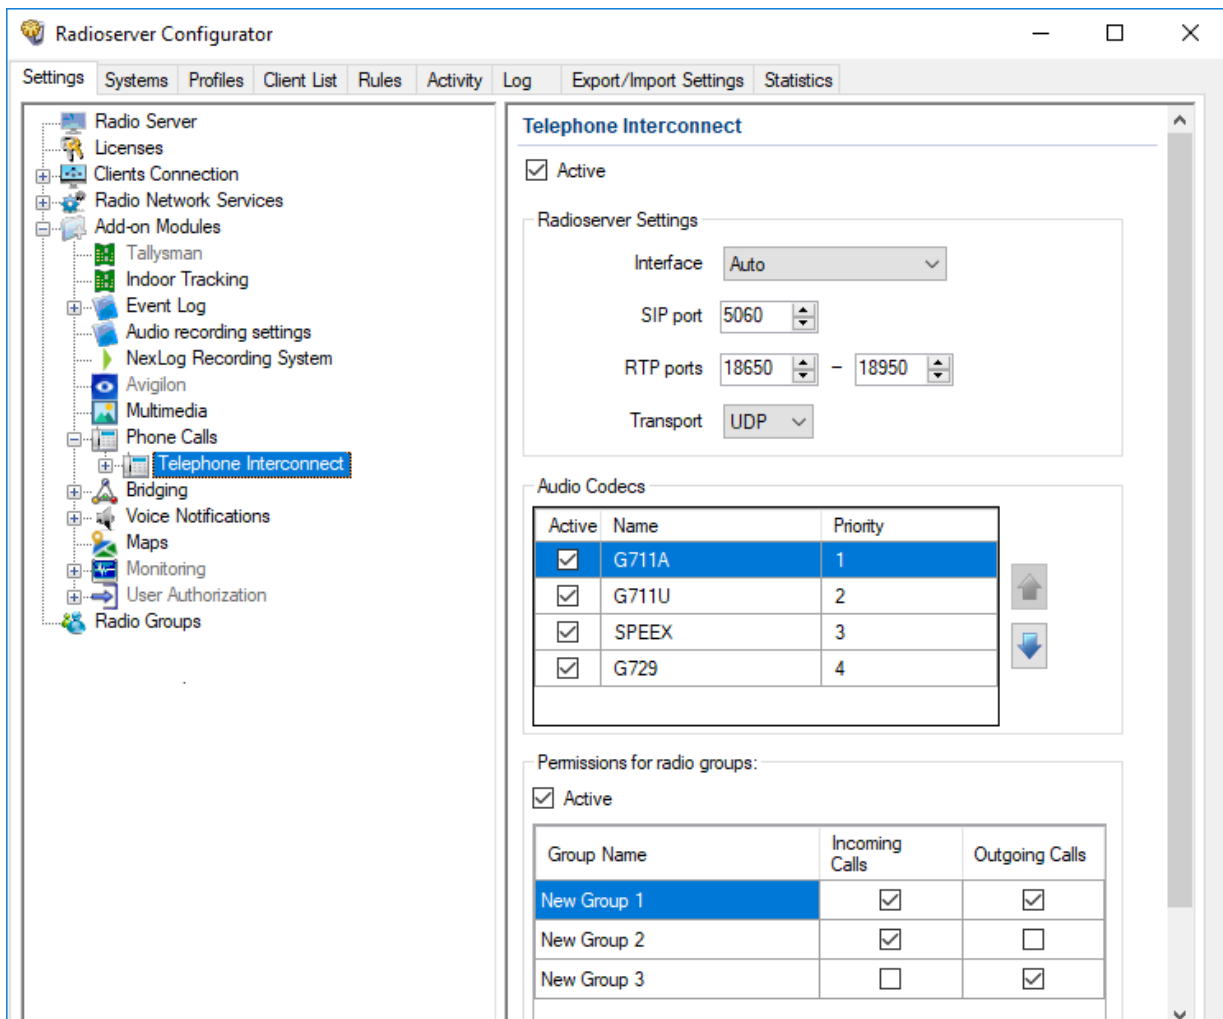 Radioserver Configurator
Settings Systems Profiles Client List Rules Activity Log Export/Import Settings Statistics
Radio Server
Licenses
Clients Connection
Radio Network Services
Add-on Modules
Tallysman
Indoor Tracking
Event Log
Audio recording settings
NexLog Recording System
Avigilon
Multimedia
Phone Calls
Telephone Interconnect
Bridging
Voice Notifications
Maps
Monitoring
User Authorization
Radio Groups
Telephone Interconnect
Active
Radioserver Settings
Interface Auto
SIP port 5060
RTP ports 18650 – 18950
Transport UDP
Audio Codecs
Active Name Priority
G711A 1
G711U 2
SPEEX 3
G729 4
Permissions for radio groups:
Active
Group Name Incoming Calls Outgoing Calls
New Group 1
New Group 2
New Group 3